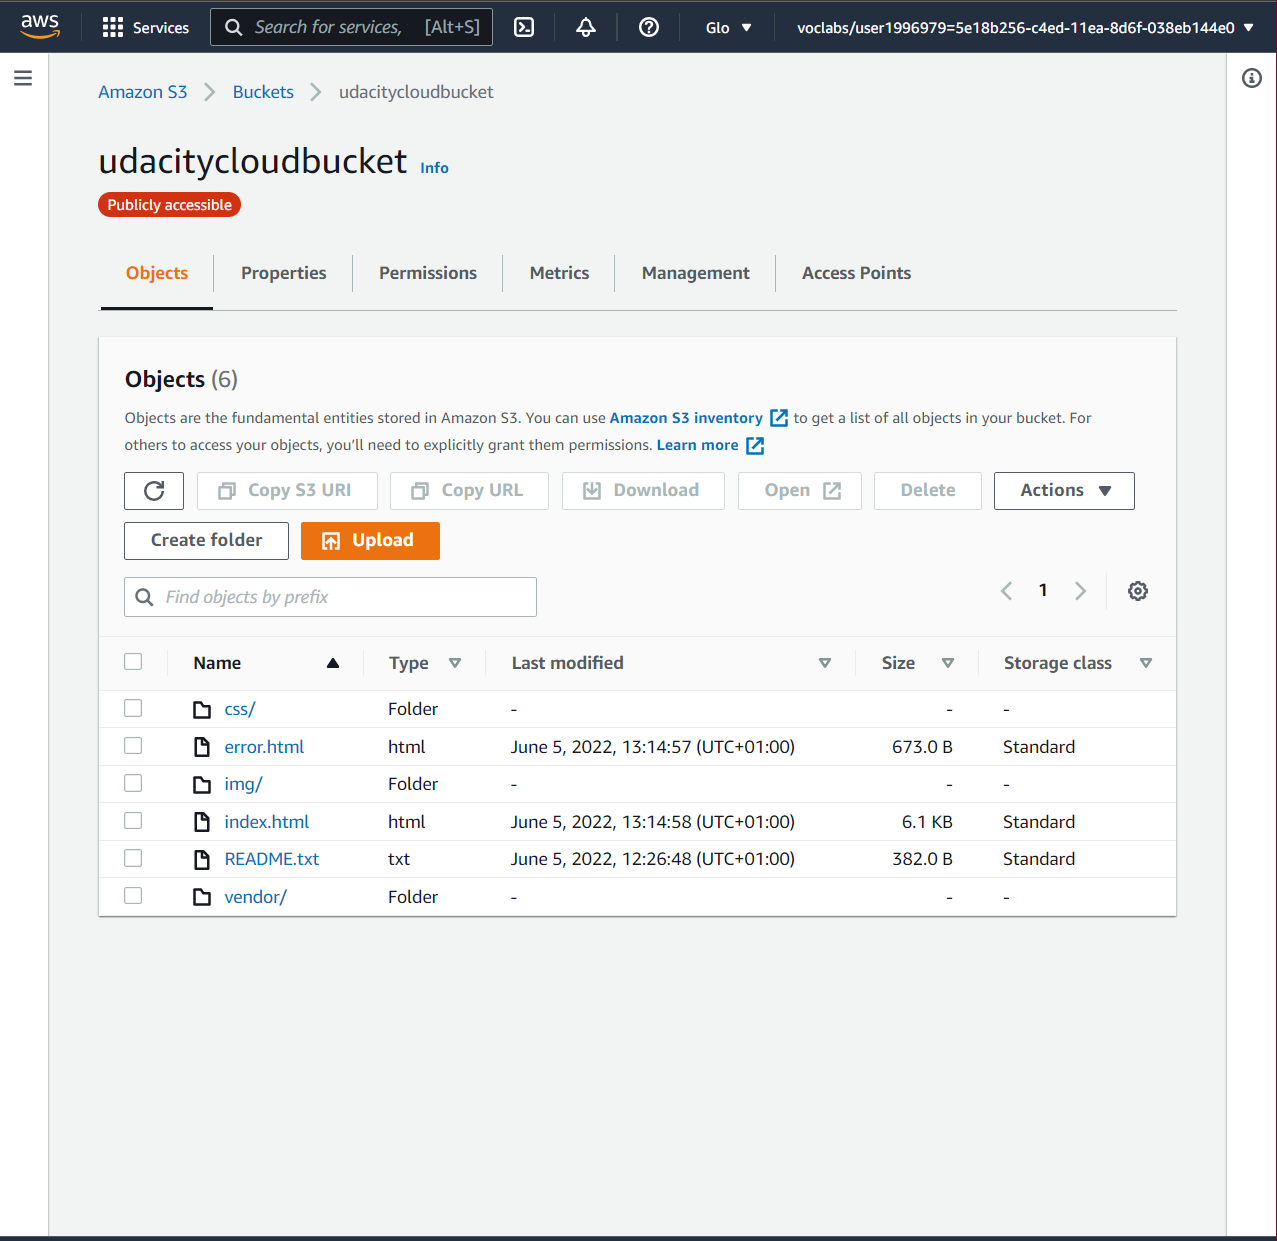 aws Services Search for services, [Alt+S] Glo voclabs/user1996979=5e18b256-c4ed-11ea-8d6f-038eb144e0
Amazon S3 Buckets udacitycloudbucket
udacitycloudbucket Info
Publicly accessible
Objects Properties Permissions Metrics Management Access Points
Objects (6)
Objects are the fundamental entities stored in Amazon S3. You can use Amazon S3 inventory to get a list of all objects in your bucket. For
others to access your objects, you'll need to explicitly grant them permissions. Learn more
Copy S3 URI Copy URL Download Open Delete Actions
Create folder Upload
Find objects by prefix 1
Name Type Last modified Size Storage class
css/ Folder - - -
error.html html June 5, 2022, 13:14:57 (UTC+01:00) 673.0 B Standard
img/ Folder - - -
index.html html June 5, 2022, 13:14:58 (UTC+01:00) 6.1 KB Standard
README.txt txt June 5, 2022, 12:26:48 (UTC+01:00) 382.0 B Standard
vendor/ Folder - - -